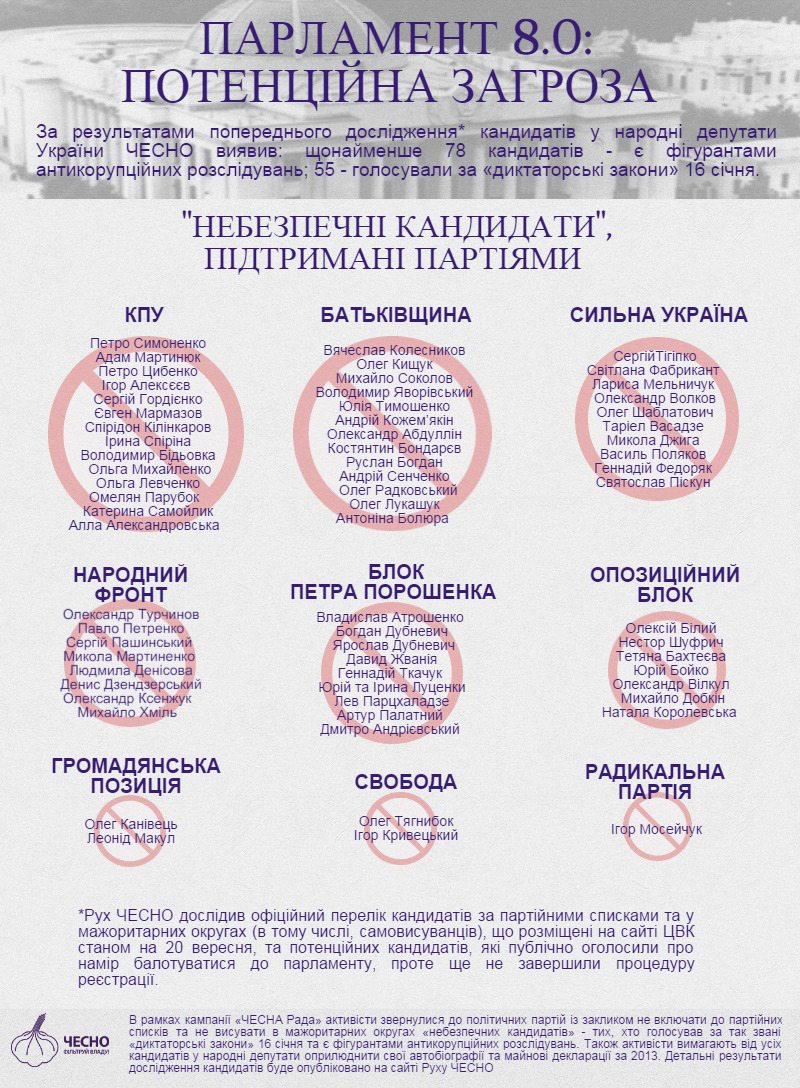 ПАРЛАМЕНТ 8.0:
ПОТЕНЦІЙНА ЗАГРОЗА
За результатами попереднього дослідження* кандидатів у народні депутати
України ЧЕСНО виявив: щонайменше 78 кандидатів - є фігурантами
антикорупційних розслідувань; 55 - голосували за «диктаторські закони» 16 січня.
"НЕБЕЗПЕЧНІ КАНДИДАТИ",
ПІДТРИМАНІ ПАРТІЯМИ
КПУ
Петро Симоненко
Адам Мартинюк
Петро Цибенко
Ігор Алексєєв
Сергій Гордієнко
Євген Мармазов
Спірідон Кілінкаров
Ірина Спіріна
Володимир Бідьовка
Ольга Михайленко
Ольга Левченко
Омелян Парубок
Катерина Самойлик
Алла Александровська
БАТЬКІВЩИНА
Вячеслав Колесников
Олег Кищук
Михайло Соколов
Володимир Яворівський
Юлія Тимошенко
Андрій Кожем'якін
Олександр Абдуллін
Костянтин Бондарєв
Руслан Богдан
Андрій Сенченко
Олег Радковський
Олег Лукашук
Антоніна Болюра
СИЛЬНА УКРАЇНА
СергійТігіпко
Світлана Фабрикант
Лариса Мельничук
Олександр Волков
Олег Шаблатович
Таріел Васадзе
Микола Джига
Василь Поляков
Геннадій Федоряк
Святослав Піскун
НАРОДНИЙ
ФРОНТ
Олександр Турчинов
Павло Петренко
Сергій Пашинський
Микола Мартиненко
Людмила Денісова
Денис Дзендзерський
Олександр Ксенжук
Михайло Хміль
БЛОК
ПЕТРА ПОРОШЕНКА
Владислав Атрошенко
Богдан Дубневич
Ярослав Дубневич
Давид Жванія
Геннадій Ткачук
Юрій та Ірина Луценки
Лев Парцхаладзе
Артур Палатний
Дмитро Андрієвський
ОПОЗИЦІЙНИЙ
БЛОК
Олексій Білий
Нестор Шуфрич
Тетяна Бахтеєва
Юрій Бойко
Олександр Вілкул
Михайло Добкін
Наталя Королевська
ГРОМАДЯНСЬКА
ПОЗИЦІЯ
Олег Канівець
Леонід Макул
СВОБОДА
Олег Тягнибок
Ігор Кривецький
РАДИКАЛЬНА
ПАРТІЯ
Ігор Мосейчук
*Рух ЧЕСНО дослідив офіційний перелік кандидатів за партійними списками та у
мажоритарних округах (в тому числі, самовисуванців), що розміщені на сайті ЦВК
станом на 20 вересня, та потенційних кандидатів, які публічно оголосили про
намір балотуватися до парламенту, проте ще не завершили процедуру
реєстрації.
ЧЕСНО
ФІЛЬТРУЙ ВЛАДУ!
В рамках кампанії «ЧЕСНА Рада» активісти звернулися до політичних партій із закликом не включати до партійних
списків та не висувати в мажоритарних округах «небезпечних кандидатів» - тих, хто голосував за так звані
«диктаторські закони» 16 січня та є фігурантами антикорупційних розслідувань. Також активісти вимагають від усіх
кандидатів у народні депутати оприлюднити свої автобіографії та майнові декларації за 2013. Детальні результати
дослідження кандидатів буде опубліковано на сайті Руху ЧЕСНО